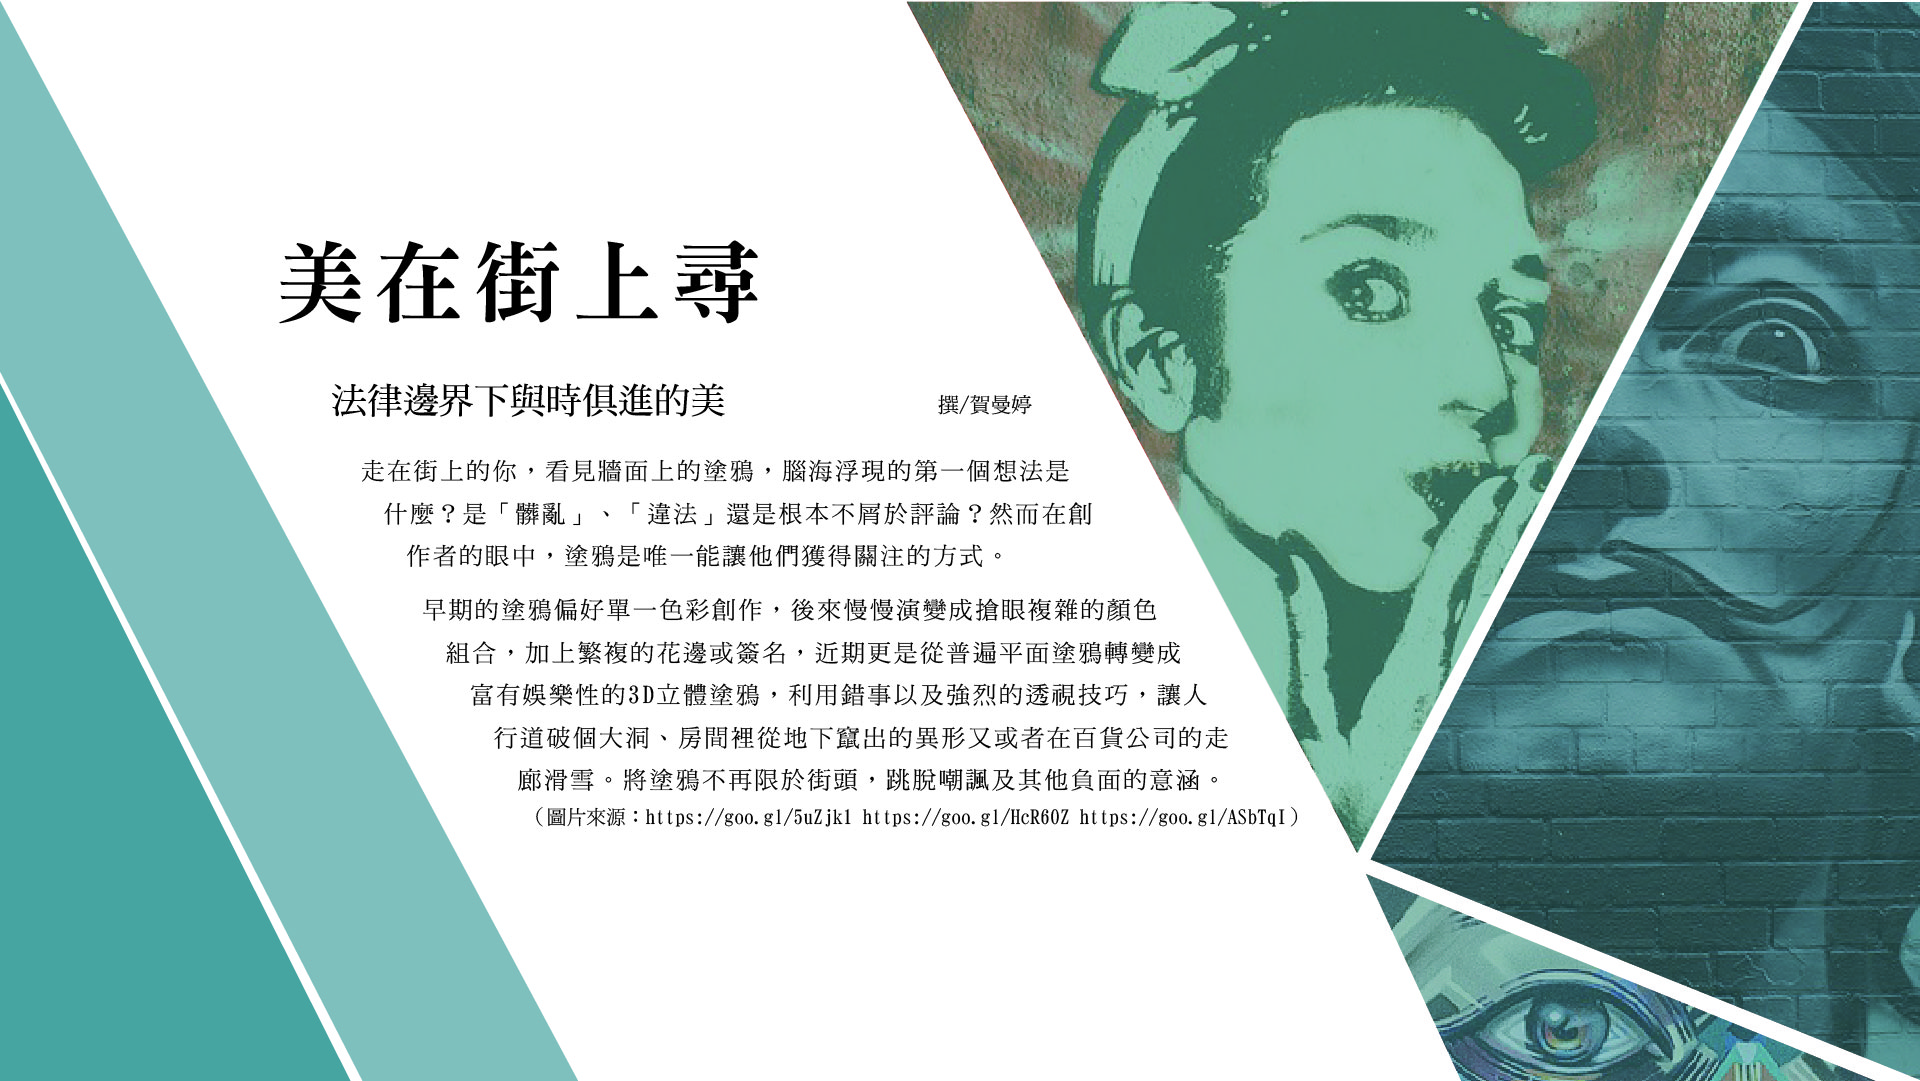 美在街上尋
法律邊界下與時俱進的美
撰/賀曼婷
走在街上的你，看見牆面上的塗鴉，腦海浮現的第一個想法是
什麼？是「髒亂」、「違法」還是根本不屑於評論？然而在創
作者的眼中，塗鴉是唯一能讓他們獲得關注的方式。
早期的塗鴉偏好單一色彩創作，後來慢慢演變成搶眼複雜的顏色
組合，加上繁複的花邊或簽名，近期更是從普遍平面塗鴉轉變成
富有娛樂性的3D立體塗鴉，利用錯事以及強烈的透視技巧，讓人
行道破個大洞、房間裡從地下竄出的異形又或者在百貨公司的走
廊滑雪。將塗鴉不再限於街頭，跳脫嘲諷及其他負面的意涵。
（圖片來源：https://goo.gl/5uZjk1 https://goo.gl/HcR60Z https://goo.gl/ASbTqI）